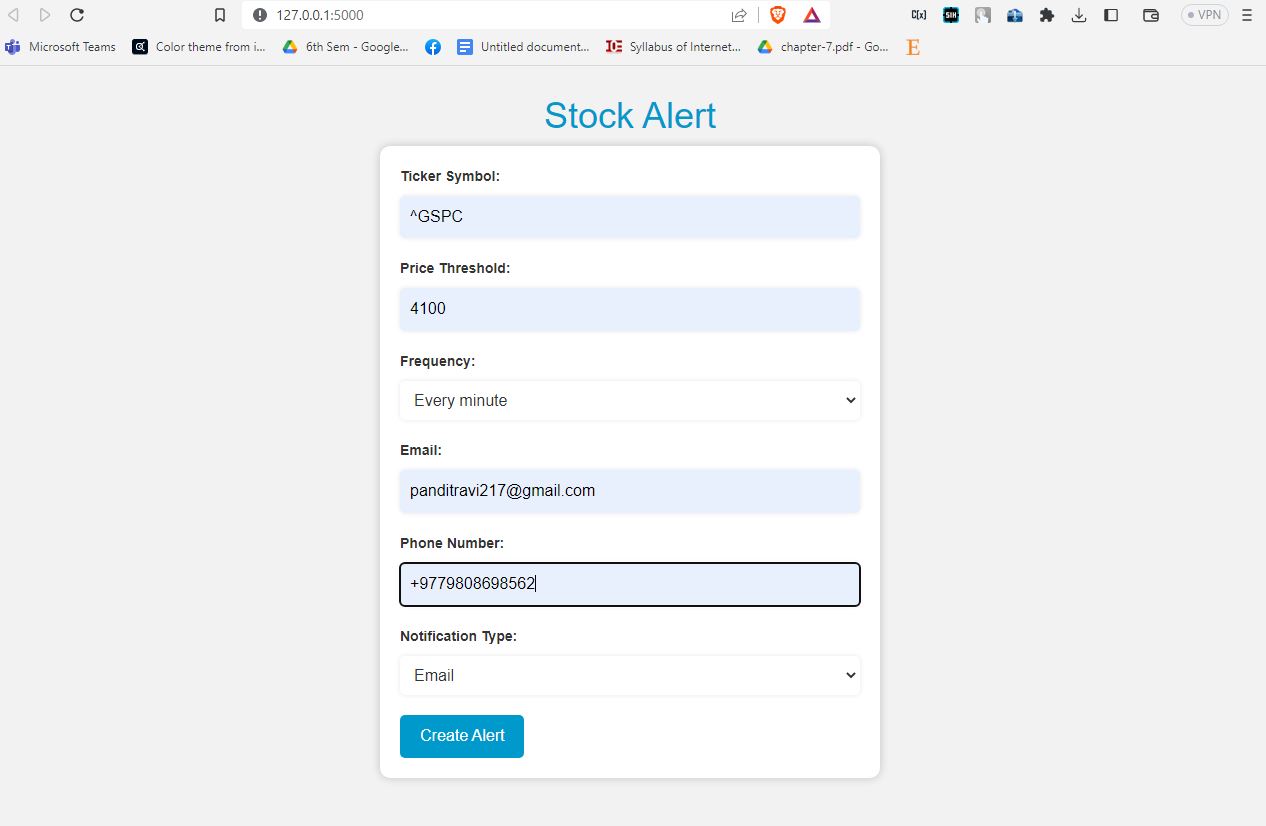 127.0.0.1:5000
C[x] SIH VPN
Microsoft Teams Color theme from i... 6th Sem - Google... Untitled document... Syllabus of Internet... chapter-7.pdf - Go... E
Stock Alert
Ticker Symbol:
^GSPC
Price Threshold:
4100
Frequency:
Every minute
Email:
panditravi217@gmail.com
Phone Number:
+9779808698562
Notification Type:
Email
Create Alert